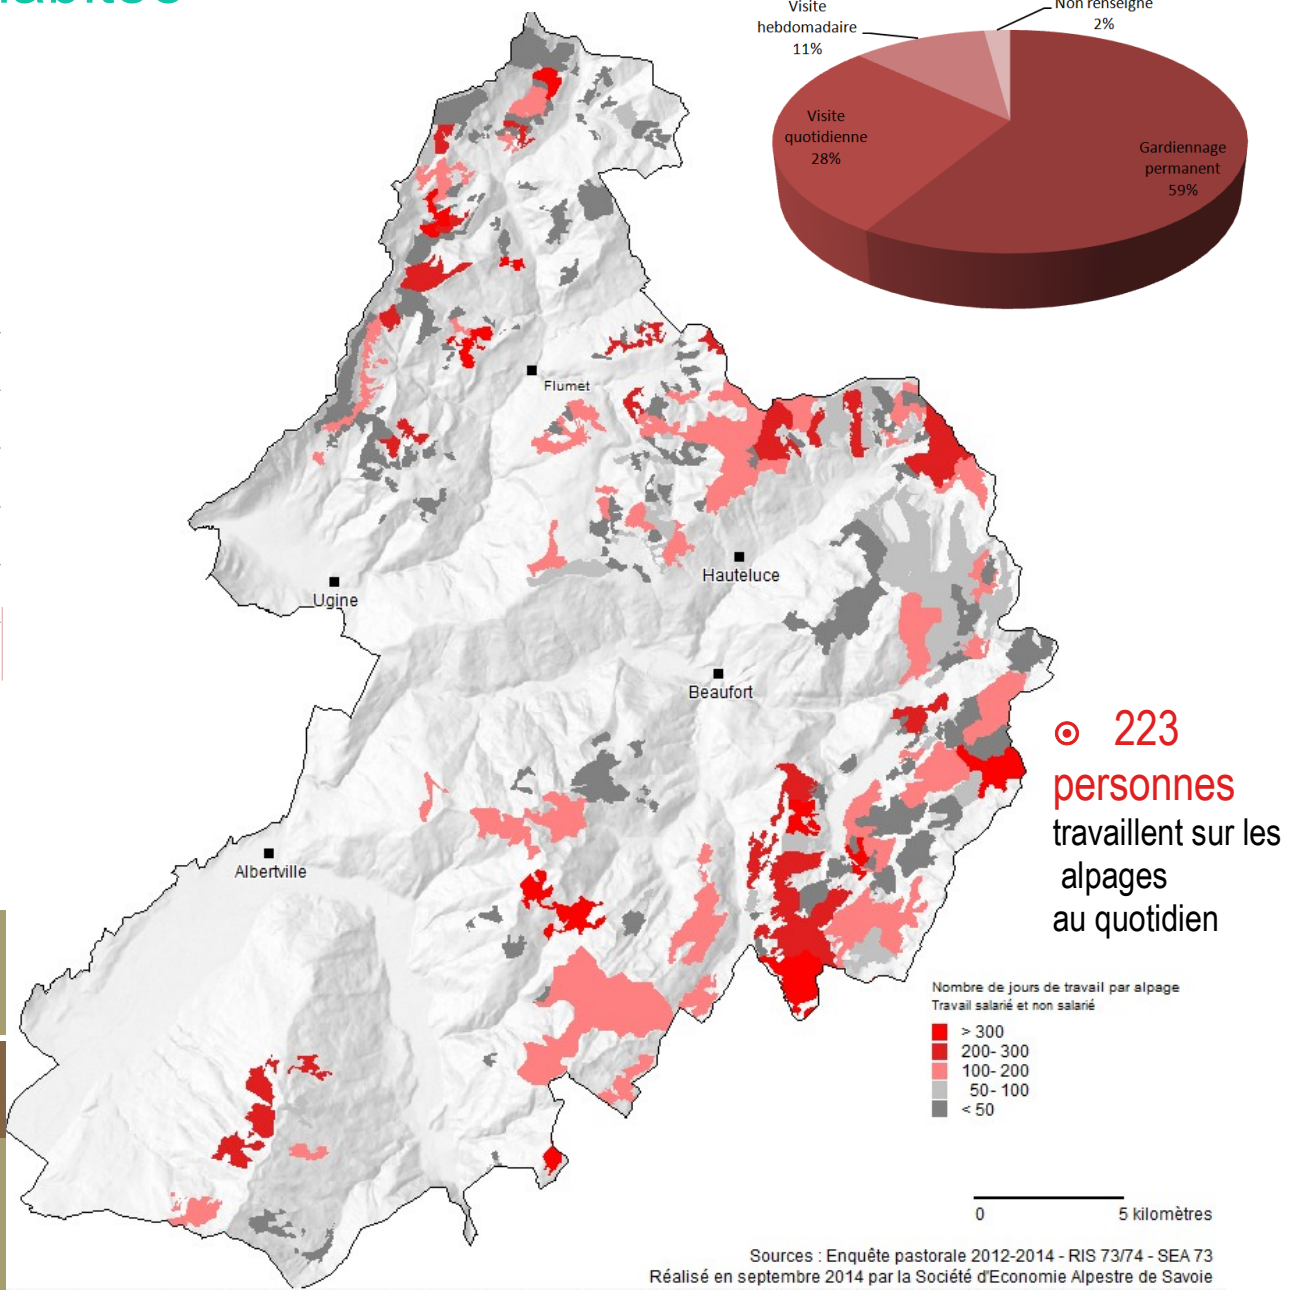 Visite
hebdomadaire
11%
Non renseigné
2%
Visite
quotidienne
28%
Gardiennage
permanent
59%
Flumet
Ugine
Hauteluce
Beaufort
Albertville
223
personnes
travaillent sur les
alpages
au quotidien
Nombre de jours de travail par alpage
Travail salarié et non salarié
> 300
200- 300
100- 200
50- 100
< 50
0 5 kilomètres
Sources : Enquête pastorale 2012-2014 - RIS 73/74 - SEA 73
Réalisé en septembre 2014 par la Société d'Economie Alpestre de Savoie